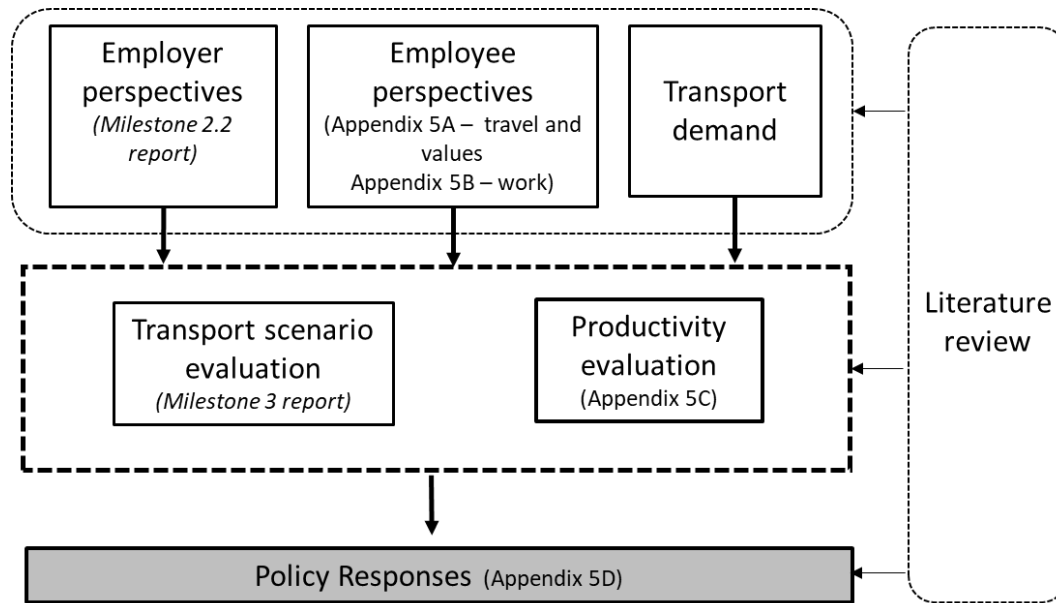 Employer
perspectives
(Milestone 2.2
report)
Employee
perspectives
(Appendix 5A – travel and
values
Appendix 5B – work)
Transport
demand
Transport scenario
evaluation
(Milestone 3 report)
Productivity
evaluation
(Appendix 5C)
Literature
review
Policy Responses (Appendix 5D)